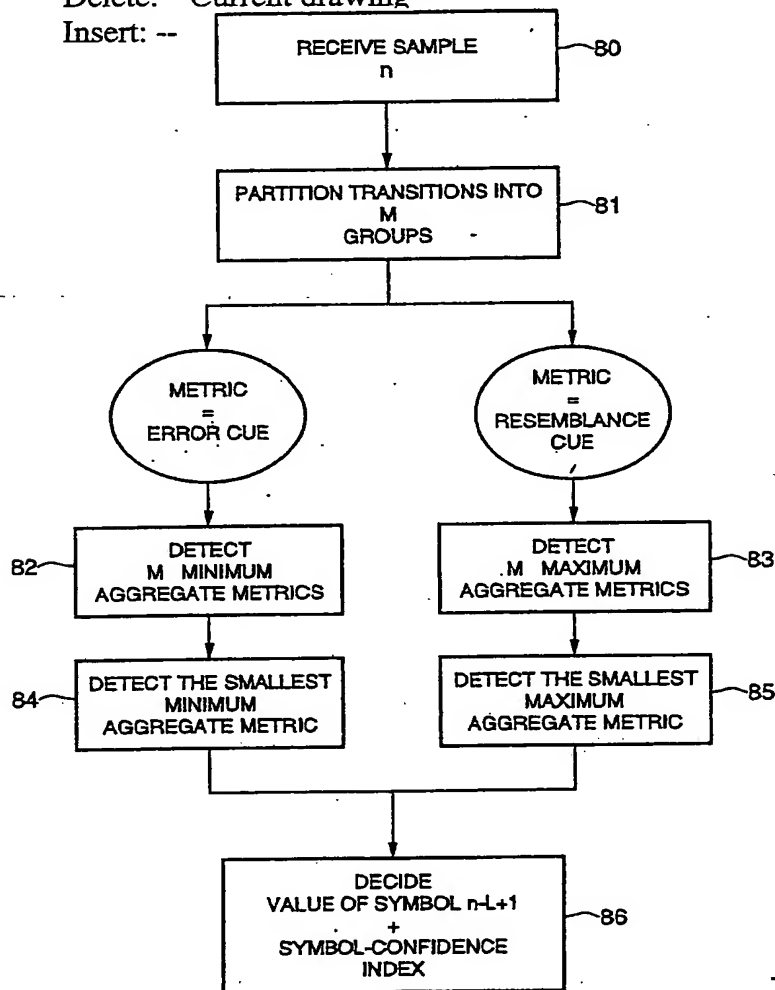 Delete: Current drawing
Insert: --
RECEIVE SAMPLE
n
80
PARTITION TRANSITIONS INTO
M
GROUPS
81
METRIC
=
ERROR CUE
METRIC
=
RESEMBLANCE
CUE
DETECT
M MINIMUM
AGGREGATE METRICS
82
DETECT
M MAXIMUM
AGGREGATE METRICS
83
DETECT THE SMALLEST
MINIMUM
AGGREGATE METRIC
84
DETECT THE SMALLEST
MAXIMUM
AGGREGATE METRIC
85
DECIDE
VALUE OF SYMBOL n-L+1
+
SYMBOL-CONFIDENCE
INDEX
86